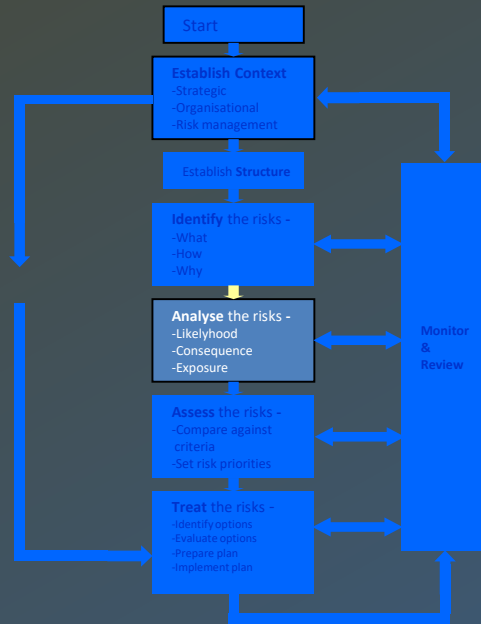 Start
Establish Context
-Strategic
-Organisational
-Risk management
Establish Structure
Identify the risks -
-What
-How
-Why
Analyse the risks -
-Likelyhood
-Consequence
-Exposure
Assess the risks -
-Compare against
criteria
-Set risk priorities
Treat the risks -
-Identify options
-Evaluate options
-Prepare plan
-Implement plan
Monitor
&
Review